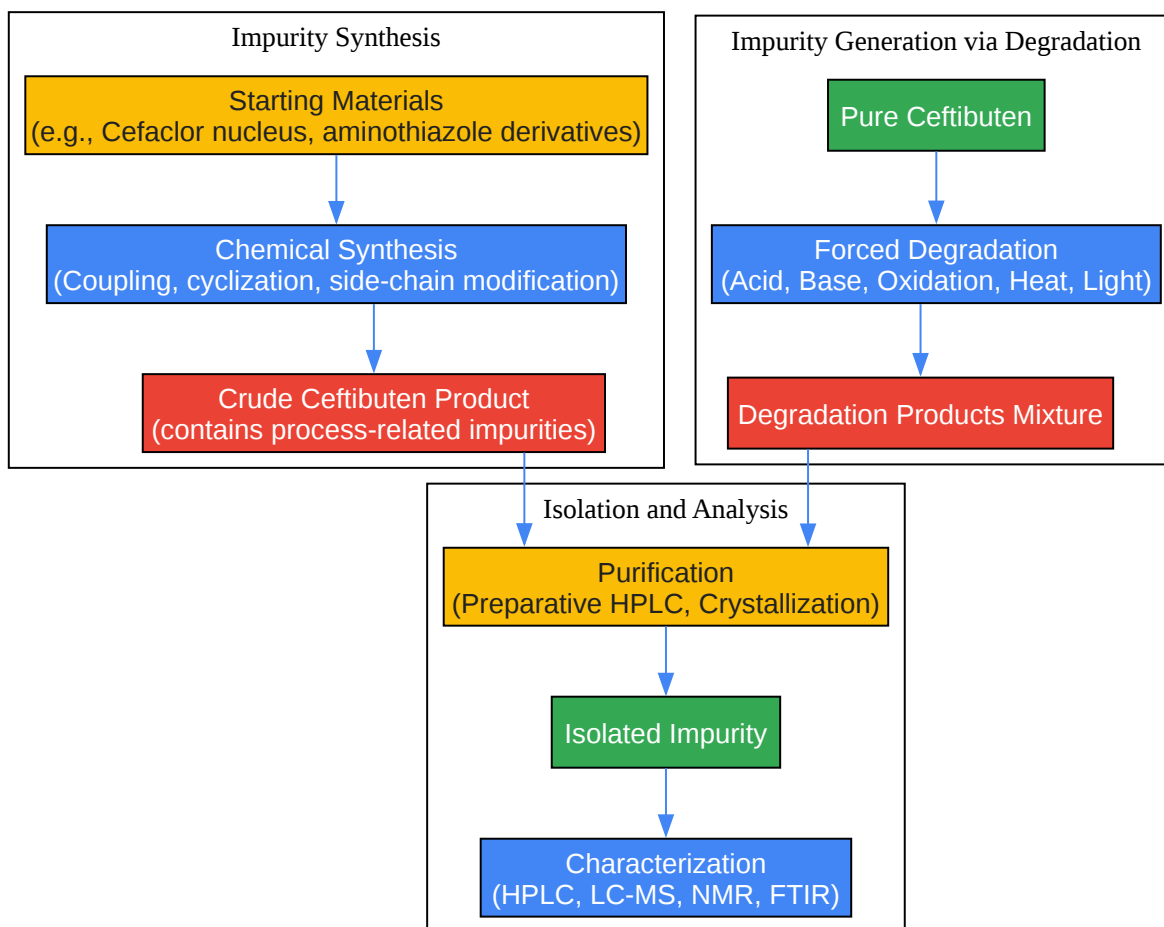 Impurity Synthesis
Starting Materials
(e.g., Cefaclor nucleus, aminothiazole derivatives)
Chemical Synthesis
(Coupling, cyclization, side-chain modification)
Crude Ceftibuten Product
(contains process-related impurities)
Impurity Generation via Degradation
Pure Ceftibuten
Forced Degradation
(Acid, Base, Oxidation, Heat, Light)
Degradation Products Mixture
Isolation and Analysis
Purification
(Preparative HPLC, Crystallization)
Isolated Impurity
Characterization
(HPLC, LC-MS, NMR, FTIR)